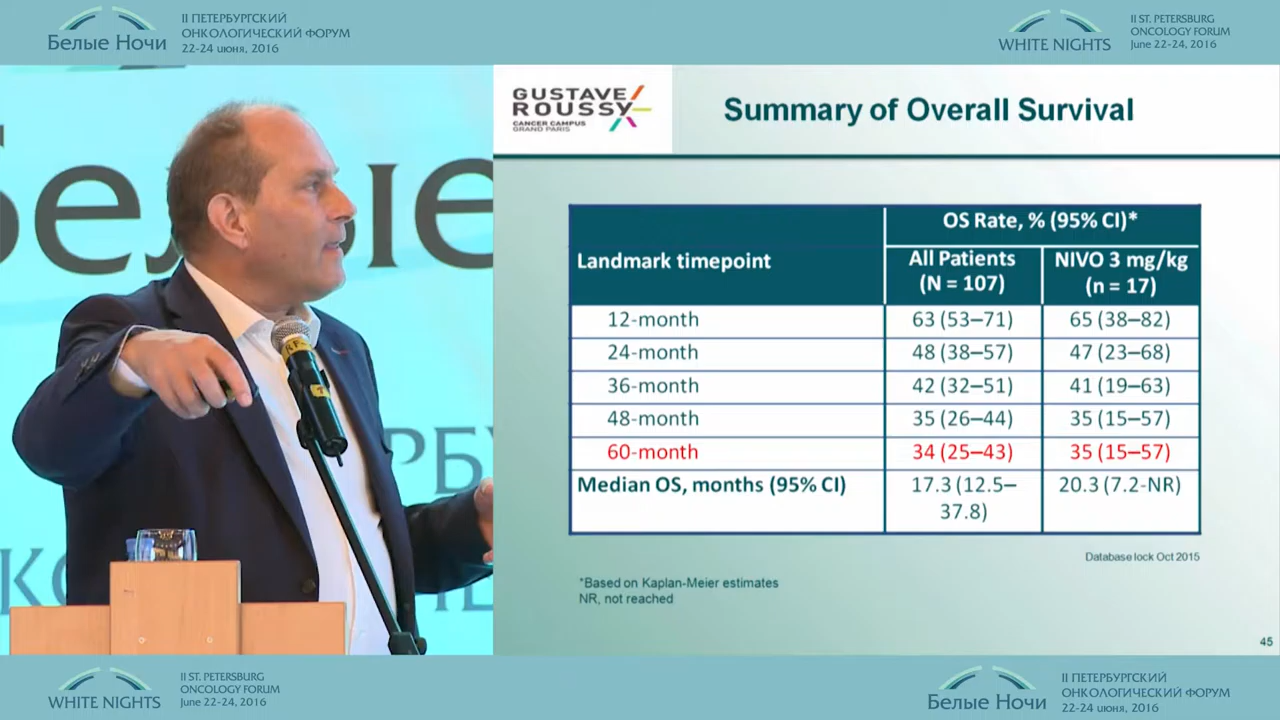 II ПЕТЕРБУРГСКИЙ
ОНКОЛОГИЧЕСКИЙ ФОРУМ
Белые Ночи
22-24 июня, 2016
II ST. PETERSBURG
ONCOLOGY FORUM
WHITE NIGHTS
June 22-24, 2016
GUSTAVE
ROUSSY
CANCER CAMPUS
GRAND PARIS
Summary of Overall Survival
Белые
Landmark timepoint
OS Rate, % (95% CI)*
All Patients
(N = 107)
NIVO 3 mg/kg
(n = 17)
12-month 63 (53–71) 65 (38–82)
24-month 48 (38–57) 47 (23–68)
36-month 42 (32–51) 41 (19–63)
48-month 35 (26–44) 35 (15–57)
60-month 34 (25–43) 35 (15–57)
Median OS, months (95% CI) 17.3 (12.5–
37.8) 20.3 (7.2-NR)
Database lock Oct 2015
*Based on Kaplan-Meier estimates
NR, not reached
45
II ST. PETERSBURG
ONCOLOGY FORUM
WHITE NIGHTS
June 22-24, 2016
II ПЕТЕРБУРГСКИЙ
ОНКОЛОГИЧЕСКИЙ ФОРУМ
Белые Ночи
22-24 июня, 2016